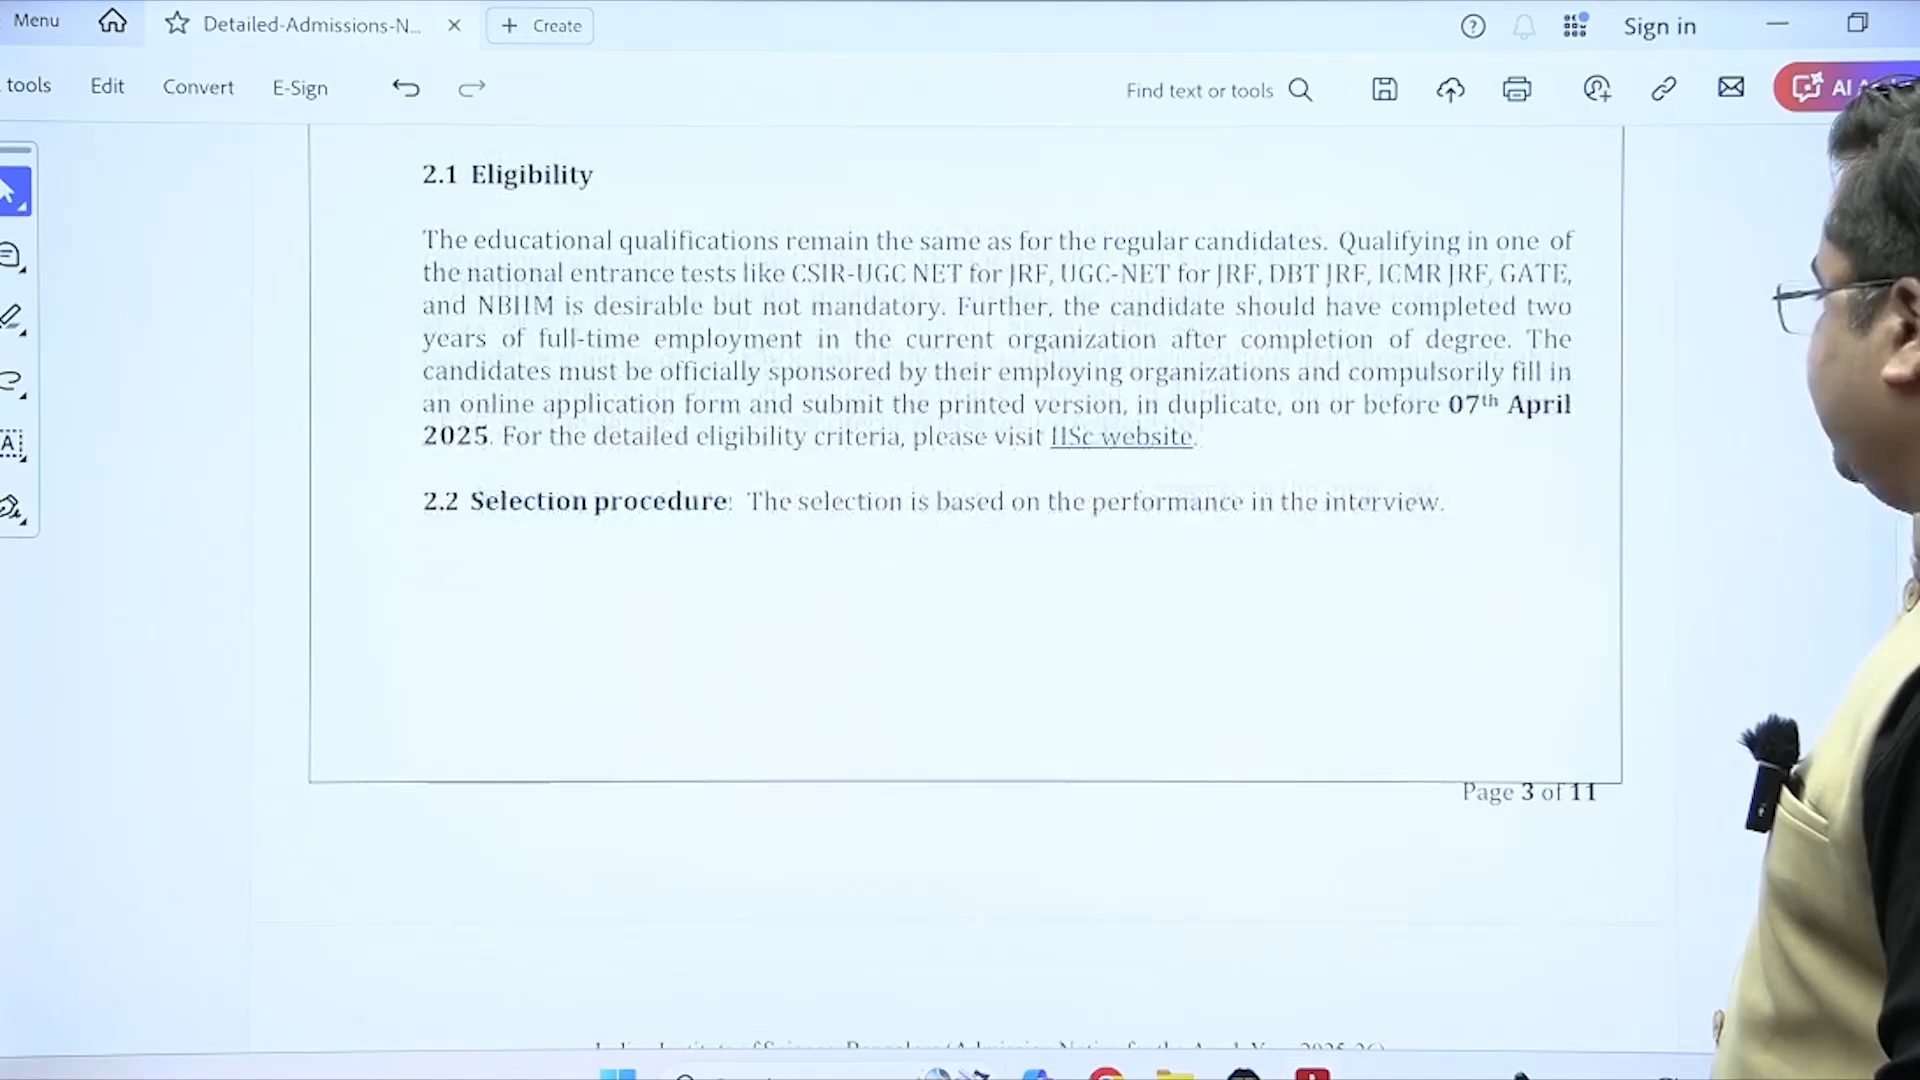 Menu
Detailed-Admissions-N...
Create
Sign in
tools
Edit
Convert
E-Sign
Find text or tools
AI
2.1 Eligibility
The educational qualifications remain the same as for the regular candidates. Qualifying in one of
the national entrance tests like CSIR-UGC NET for JRF, UGC-NET for JRF, DBT JRF, ICMR JRF, GATE,
and NBHM is desirable but not mandatory. Further, the candidate should have completed two
years of full-time employment in the current organization after completion of degree. The
candidates must be officially sponsored by their employing organizations and compulsorily fill in
an online application form and submit the printed version, in duplicate, on or before 07th April
2025. For the detailed eligibility criteria, please visit IISc website.
2.2 Selection procedure: The selection is based on the performance in the interview.
Page 3 of 11